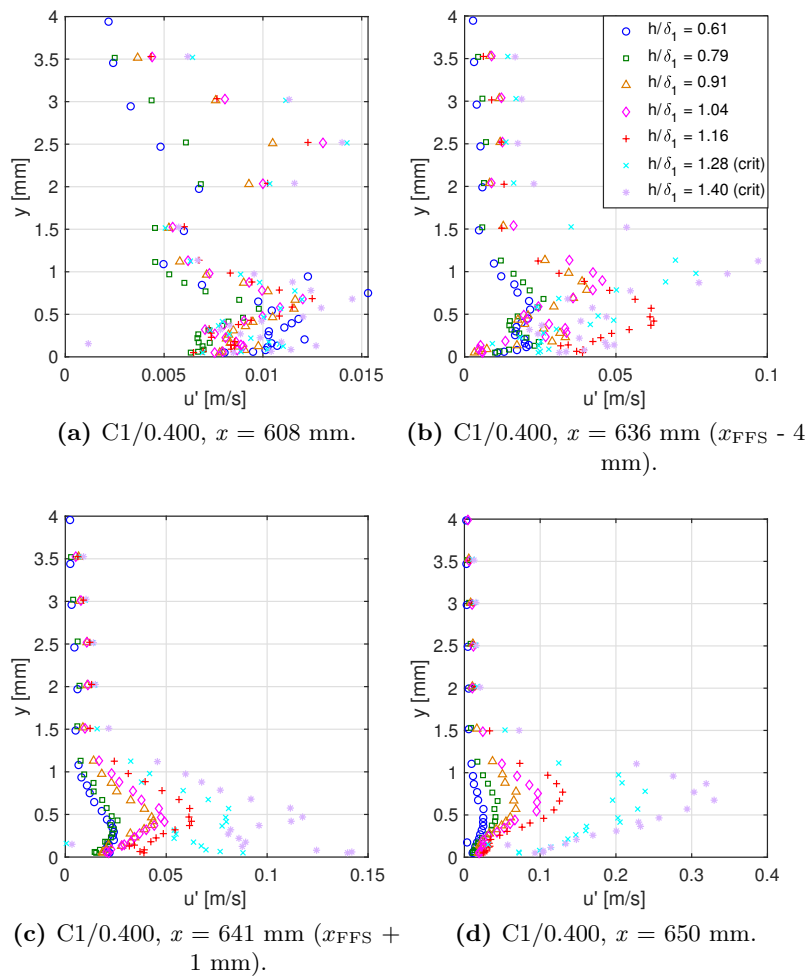 4
3.5
3
2.5
2
1.5
1
0.5
0
y [mm]
0
0.005
0.01
0.015
u' [m/s]
(a) C1/0.400, x = 608 mm.
4
3.5
3
2.5
2
1.5
1
0.5
0
y [mm]
h/δ1 = 0.61
h/δ1 = 0.79
h/δ1 = 0.91
h/δ1 = 1.04
h/δ1 = 1.16
h/δ1 = 1.28 (crit)
h/δ1 = 1.40 (crit)
0
0.05
0.1
u' [m/s]
(b) C1/0.400, x = 636 mm (xFFS - 4
mm).
4
3.5
3
2.5
2
1.5
1
0.5
0
y [mm]
0
0.05
0.1
0.15
u' [m/s]
(c) C1/0.400, x = 641 mm (xFFS +
1 mm).
4
3.5
3
2.5
2
1.5
1
0.5
0
y [mm]
0
0.1
0.2
0.3
0.4
u' [m/s]
(d) C1/0.400, x = 650 mm.